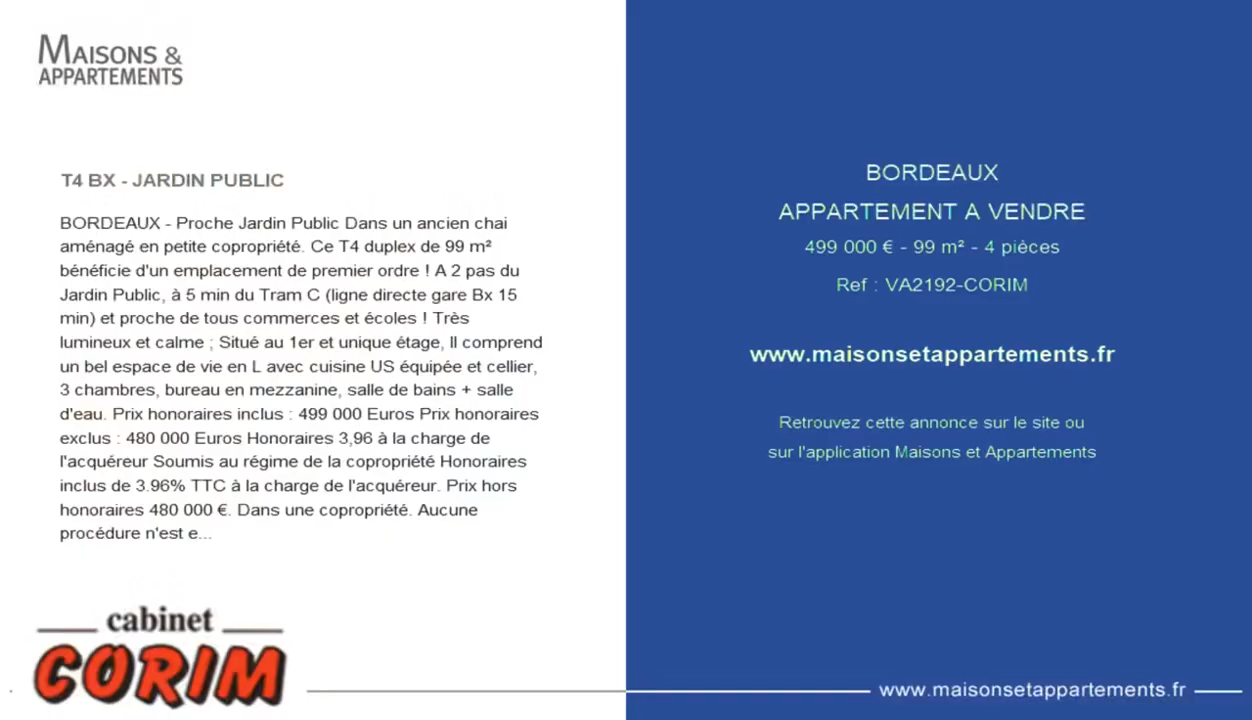 MAISONS &
APPARTEMENTS
T4 BX - JARDIN PUBLIC
BORDEAUX - Proche Jardin Public Dans un ancien chai
aménagé en petite copropriété. Ce T4 duplex de 99 m²
bénéficie d'un emplacement de premier ordre ! A 2 pas du
Jardin Public, à 5 min du Tram C (ligne directe gare Bx 15
min) et proche de tous commerces et écoles ! Très
lumineux et calme ; Situé au 1er et unique étage, Il comprend
un bel espace de vie en L avec cuisine US équipée et cellier,
3 chambres, bureau en mezzanine, salle de bains + salle
d'eau. Prix honoraires inclus : 499 000 Euros Prix honoraires
exclus : 480 000 Euros Honoraires 3,96 à la charge de
l'acquéreur Soumis au régime de la copropriété Honoraires
inclus de 3.96% TTC à la charge de l'acquéreur. Prix hors
honoraires 480 000 €. Dans une copropriété. Aucune
procédure n'est e...
cabinet
CORIM
BORDEAUX
APPARTEMENT A VENDRE
499 000 € - 99 m² - 4 pièces
Ref : VA2192-CORIM
www.maisonsetappartements.fr
Retrouvez cette annonce sur le site ou
sur l'application Maisons et Appartements
www.maisonsetappartements.fr